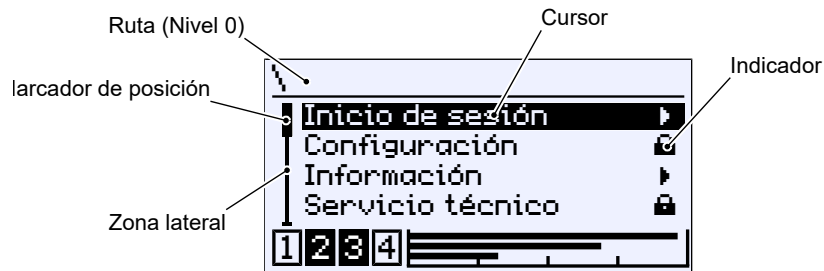 Ruta (Nivel 0)
Cursor
Indicador
larcador de posición
\
Inicio de sesión
Configuración
Información
Servicio técnico
Zona lateral
1 2 3 4